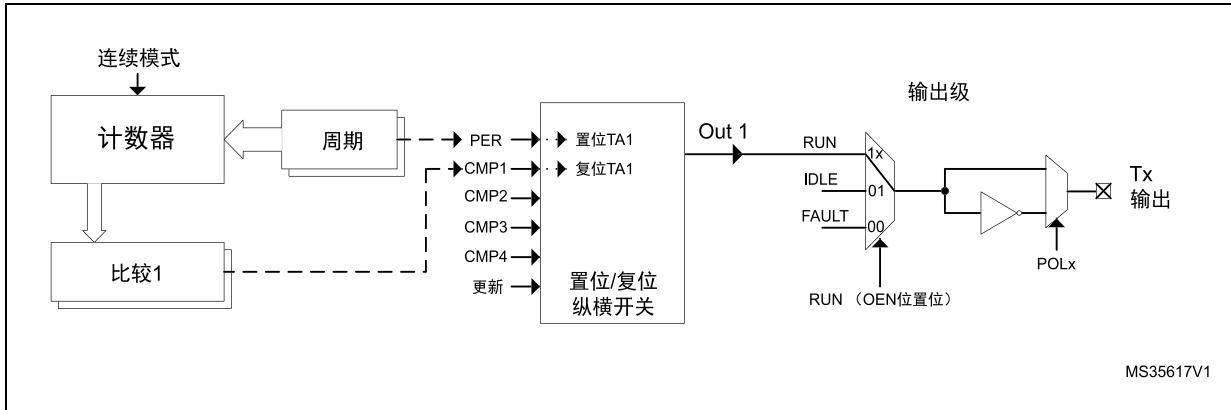 连续模式
计数器
周期
比较1
PER
CMP1
CMP2
CMP3
CMP4
更新
置位TA1
复位TA1
置位/复位
纵横开关
Out 1
输出级
RUN
IDLE
FAULT
1x
01
00
RUN （OEN位置位）
POLx
Tx
输出
MS35617V1